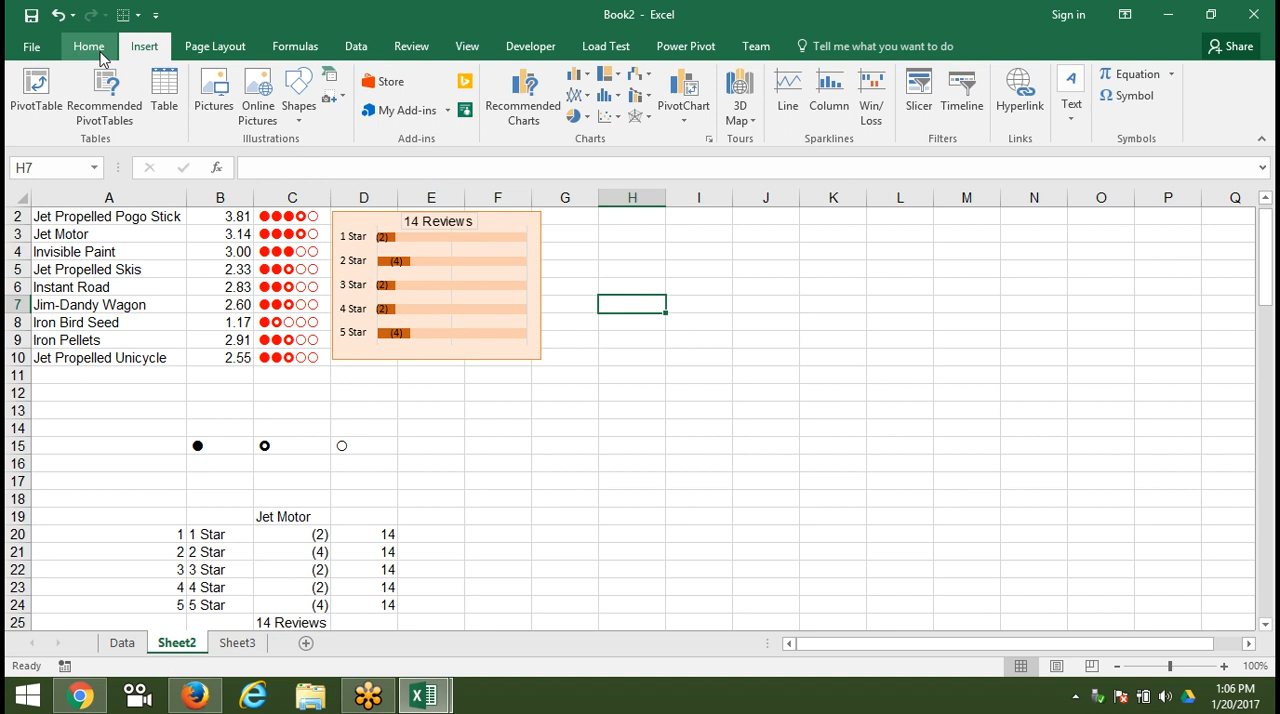 Book2 - Excel
Sign in
File Home Insert Page Layout Formulas Data Review View Developer Load Test Power Pivot Team Tell me what you want to do Share
PivotTable
Recommended PivotTables
Table
Tables
Pictures
Online Pictures
Shapes
Illustrations
Store
My Add-ins
Add-ins
Recommended Charts
PivotChart
Charts
3D Map
Tours
Line
Column
Win/Loss
Sparklines
Slicer
Timeline
Filters
Hyperlink
Links
A
Text
π Equation
Ω Symbol
Symbols
H7
fx
A B C D E F G H I J K L M N O P Q
2 Jet Propelled Pogo Stick 3.81
3 Jet Motor 3.14
4 Invisible Paint 3.00
5 Jet Propelled Skis 2.33
6 Instant Road 2.83
7 Jim-Dandy Wagon 2.60
8 Iron Bird Seed 1.17
9 Iron Pellets 2.91
10 Jet Propelled Unicycle 2.55
14 Reviews
1 Star (2)
2 Star (4)
3 Star (2)
4 Star (2)
5 Star (4)
11
12
13
14
15
16
17
18
19 Jet Motor
20 1 1 Star (2) 14
21 2 2 Star (4) 14
22 3 3 Star (2) 14
23 4 4 Star (2) 14
24 5 5 Star (4) 14
25 14 Reviews
Data Sheet2 Sheet3
Ready
100%
1:06 PM
1/20/2017